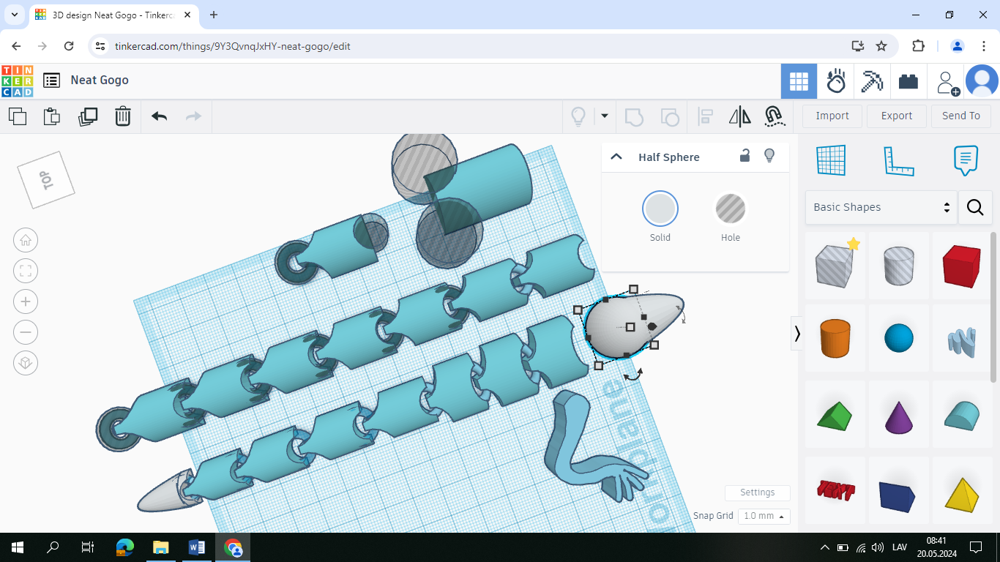 3D design Neat Gogo - Tinkerc
tinkercad.com/things/9Y3QvnqJxHY-neat-gogo/edit
TIN
KER
CAD
Neat Gogo
Import
Export
Send To
TOP
Half Sphere
Solid
Hole
Basic Shapes
TEXT
orkplane
Settings
Snap Grid
1.0 mm
W
LAV
08:41
20.05.2024